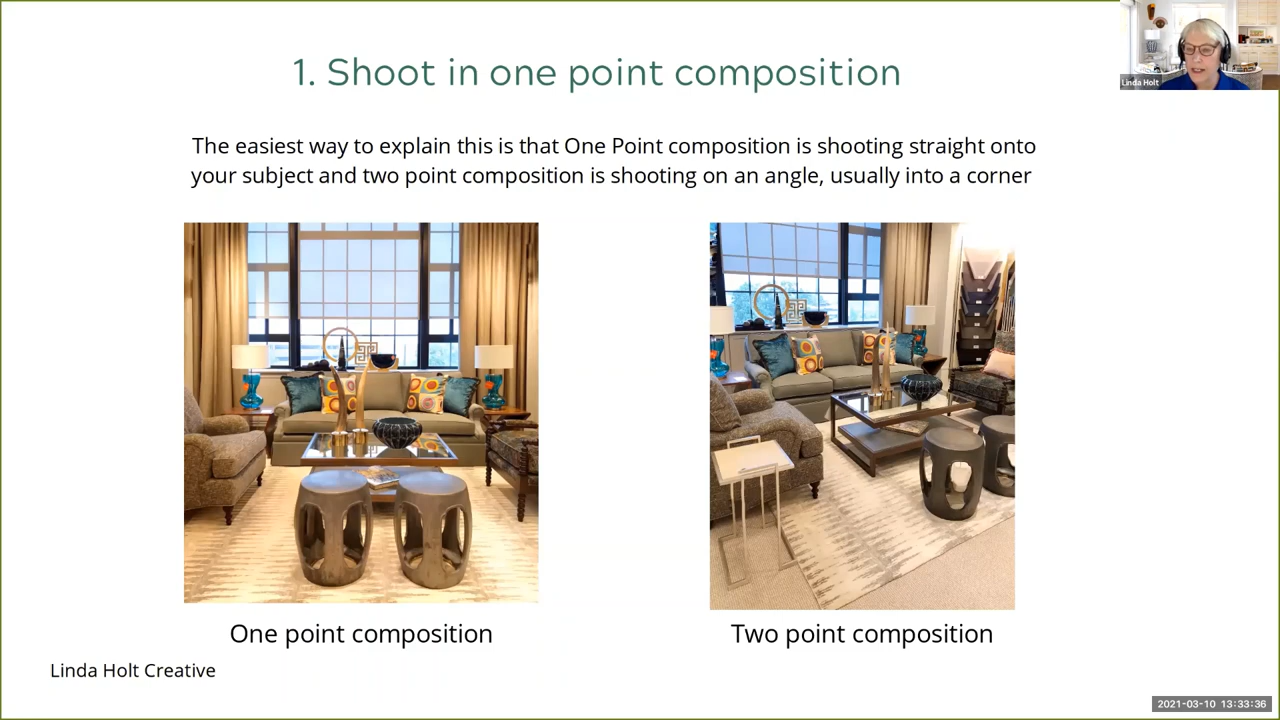 1. Shoot in one point composition
Linda Holt
The easiest way to explain this is that One Point composition is shooting straight onto
your subject and two point composition is shooting on an angle, usually into a corner
One point composition
Two point composition
Linda Holt Creative
2021-03-10 13:33:36